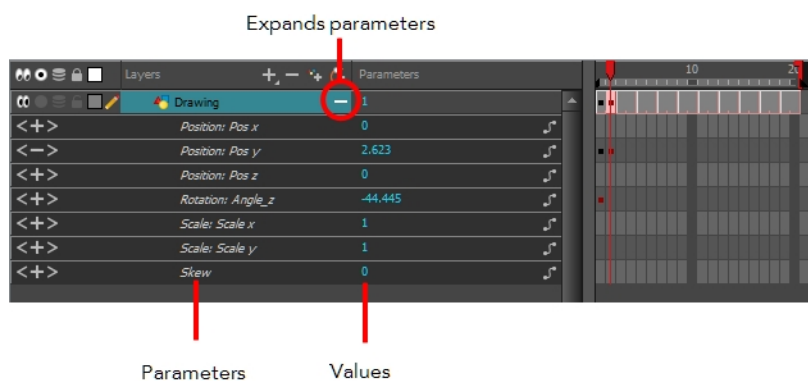 Expands parameters
Layers
Parameters
10
Drawing
1
Position: Pos x
0
Position: Pos y
2.623
Position: Pos z
0
Rotation: Angle_z
-44.445
Scale: Scale x
1
Scale: Scale y
1
Skew
0
Parameters
Values